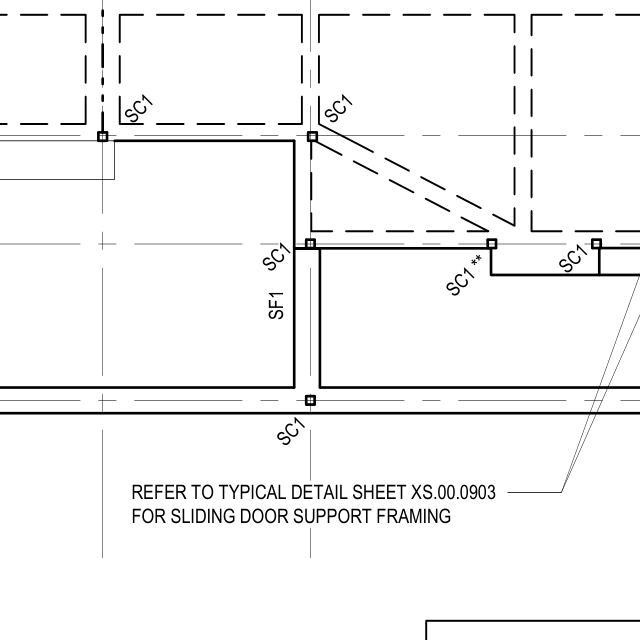 SC1
SC1
SC1
SC1**
SC1
SF1
SC1
REFER TO TYPICAL DETAIL SHEET XS.00.0903
FOR SLIDING DOOR SUPPORT FRAMING